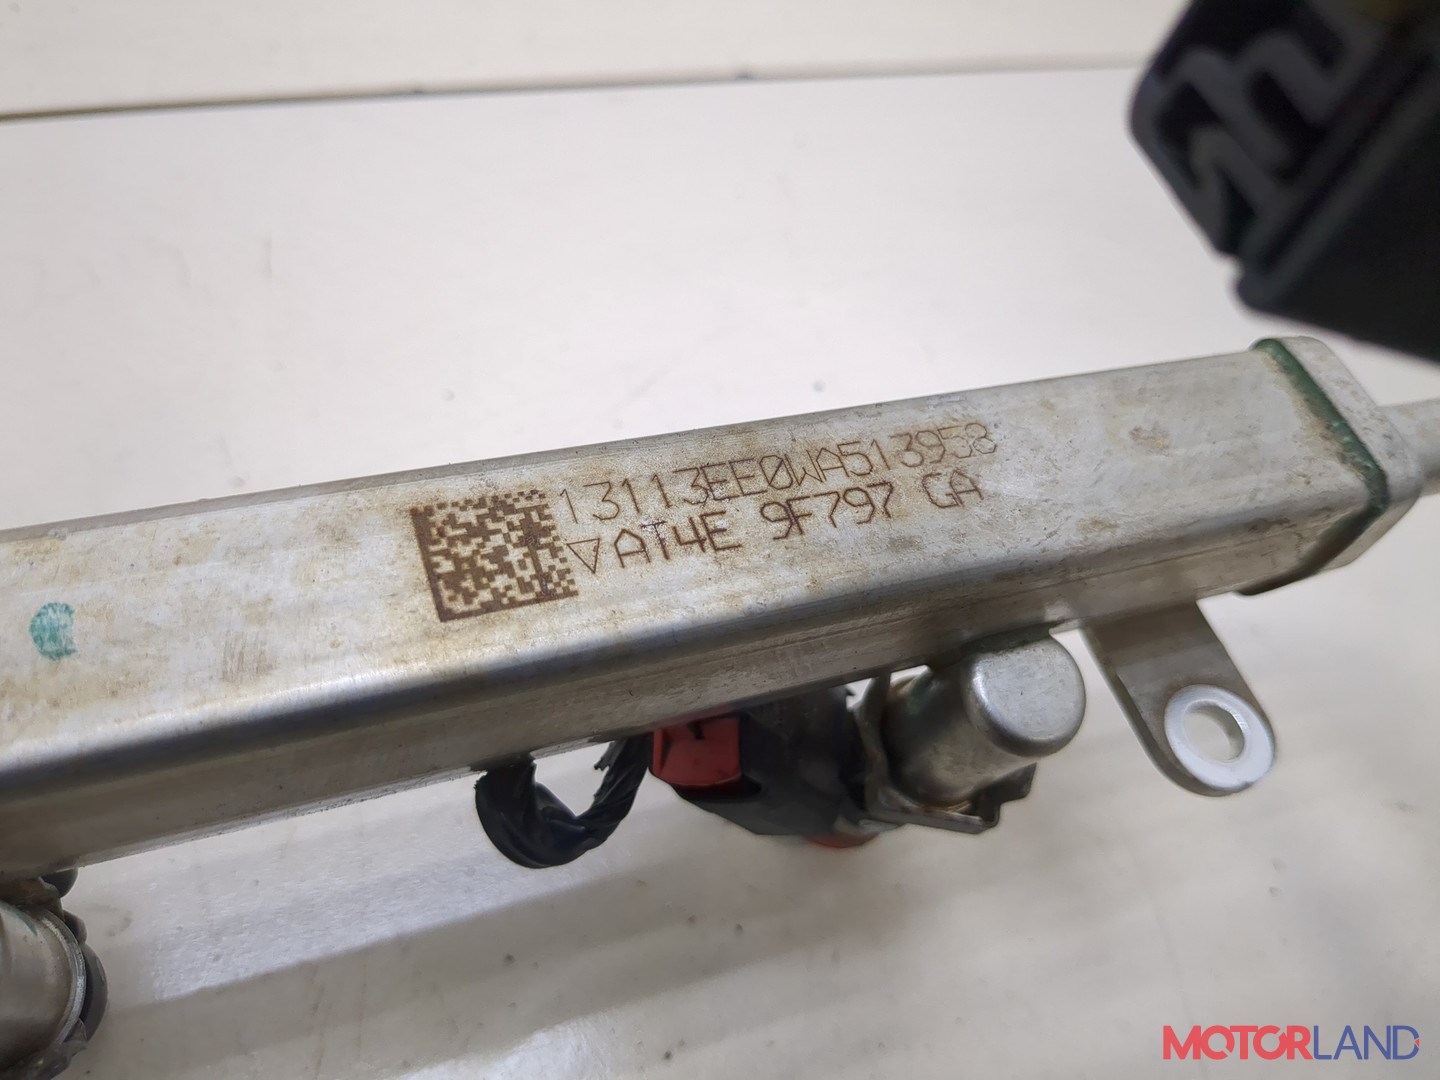 13113EE0WA513958
▽AT4E 9F797 GA
MOTORLAND